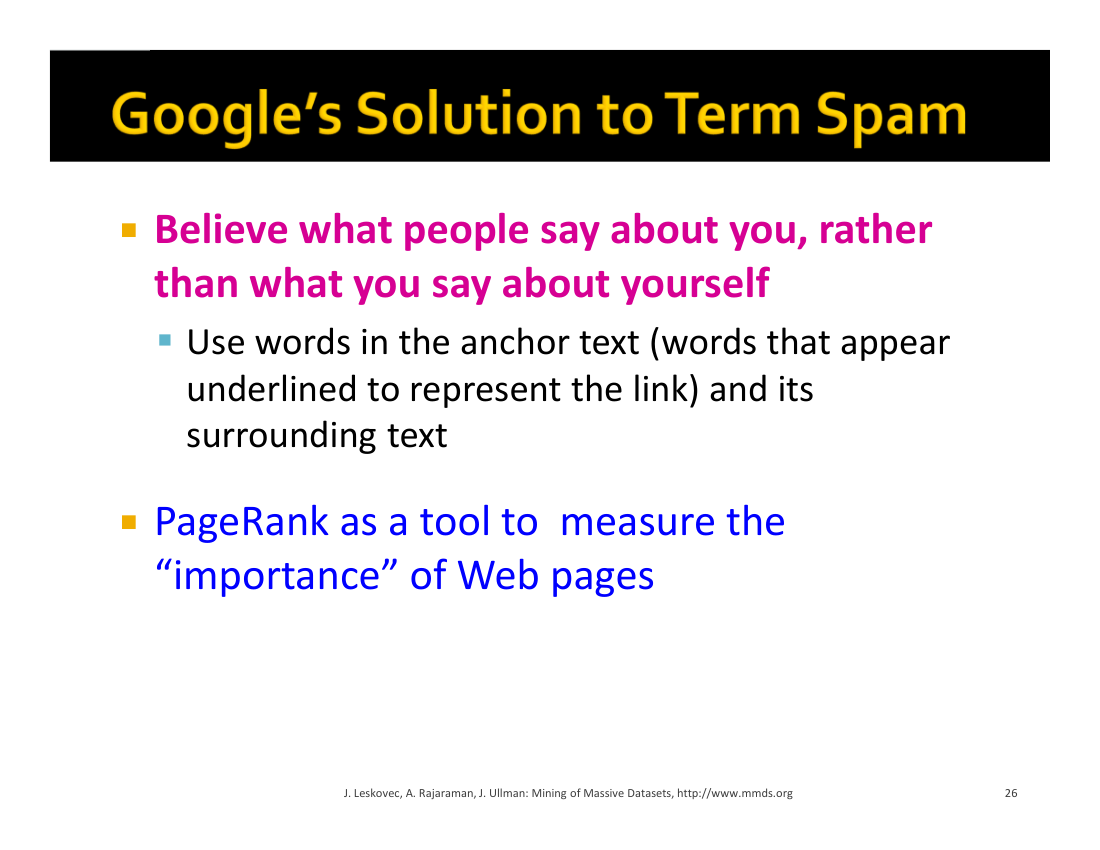 Google’s Solution to Term Spam
Believe what people say about you, rather
than what you say about yourself
Use words in the anchor text (words that appear
underlined to represent the link) and its
surrounding text
PageRank as a tool to  measure the
“importance” of Web pages
J. Leskovec, A. Rajaraman, J. Ullman: Mining of Massive Datasets, http://www.mmds.org
26